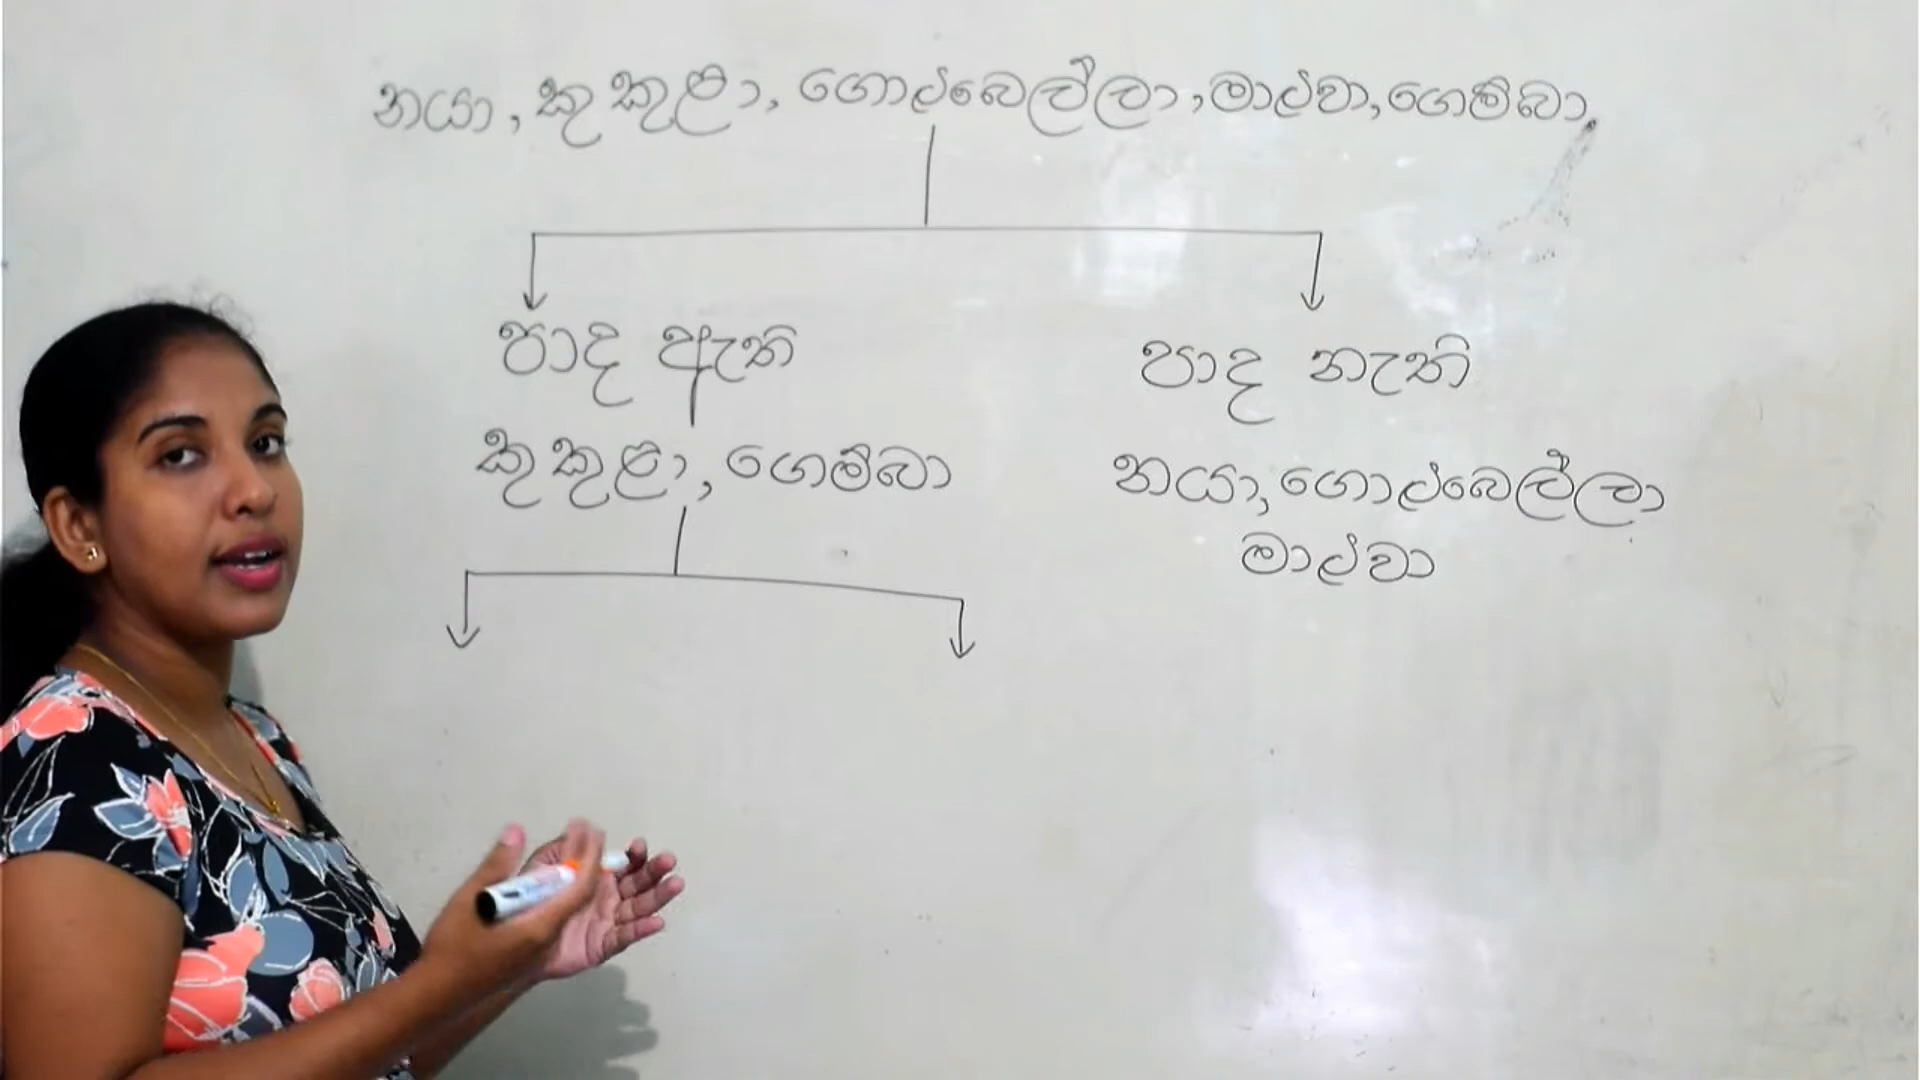 නයා, කුකුළා, ගොළුබෙල්ලා, මාළුවා, ගෙම්බා.
පාද ඇති
පාද නැති
කුකුළා, ගෙම්බා
නයා, ගොළුබෙල්ලා
මාළුවා